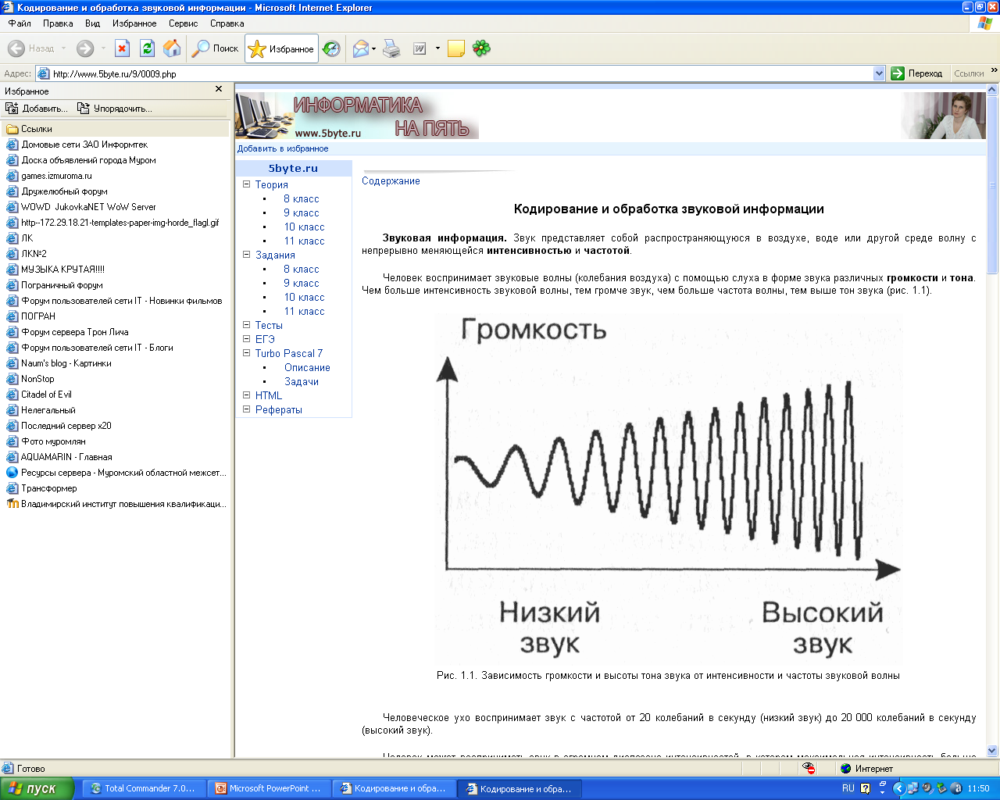 Кодирование и обработка звуковой информации - Microsoft Internet Explorer
Файл Правка Вид Избранное Сервис Справка
Назад Поиск Избранное
Адрес: http://www.5byte.ru/9/0009.php Переход Ссылки »
Избранное
Добавить... Упорядочить...
Ссылки
Домовые сети ЗАО Информтек
Доска объявлений города Муром
games.izmuroma.ru
Дружелюбный форум
WOWD JukovkaNET WoW Server
http--172.29.18.21-templates-paper-img-horde_flagl.gif
ЛК
ЛК№2
МУЗЫКА КРУТАЯ!!!!
Пограничный форум
Форум пользователей сети IT - Новинки фильмов
ПОГРАН
Форум сервера Трон Лича
Форум пользователей сети IT - Блоги
Naum's blog - Картинки
NonStop
Citadel of Evil
Нелегальный
Последний сервер х20
Фото муромлян
AQUAMARIN - Главная
Ресурсы сервера - Муромский областной межсет...
Трансформер
Владимирский институт повышения квалификаци...
ИНФОРМАТИКА
НА ПЯТЬ
www.5byte.ru
Добавить в избранное
5byte.ru
Теория
8 класс
9 класс
10 класс
11 класс
Задания
8 класс
9 класс
10 класс
11 класс
Тесты
ЕГЭ
Turbo Pascal 7
Описание
Задачи
HTML
Рефераты
Содержание
Кодирование и обработка звуковой информации
Звуковая информация. Звук представляет собой распространяющуюся в воздухе, воде или другой среде волну с
непрерывно меняющейся интенсивностью и частотой.
Человек воспринимает звуковые волны (колебания воздуха) с помощью слуха в форме звука различных громкости и тона.
Чем больше интенсивность звуковой волны, тем громче звук, чем больше частота волны, тем выше тон звука (рис. 1.1).
Громкость
Низкий звук
Высокий звук
Рис. 1.1. Зависимость громкости и высоты тона звука от интенсивности и частоты звуковой волны
Человеческое ухо воспринимает звук с частотой от 20 колебаний в секунду (низкий звук) до 20 000 колебаний в секунду
(высокий звук).
Человек может воспринимать звук в огромном диапазоне интенсивностей, в котором максимальная интенсивность больше
Готово Интернет
пуск Total Commander 7.0... Microsoft PowerPoint ... Кодирование и обра... Кодирование и обра... RU 11:50